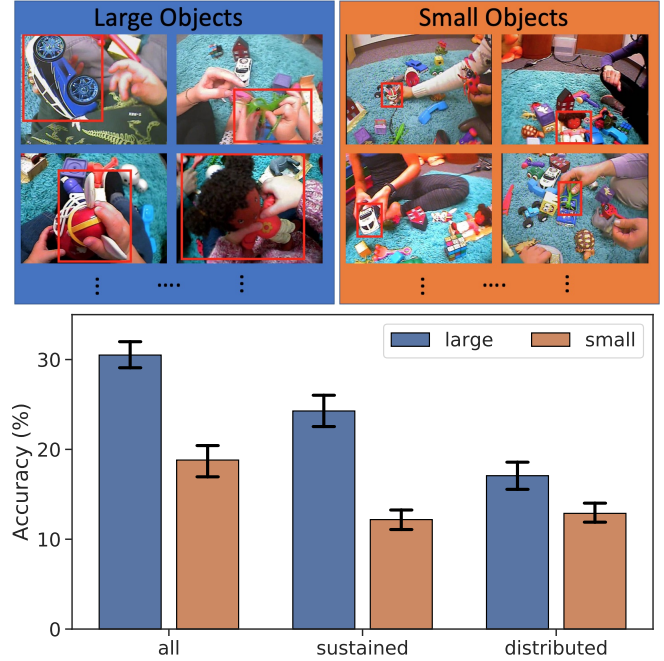 Large Objects
Small Objects
large
small
Accuracy (%)
30
20
10
0
all
sustained
distributed